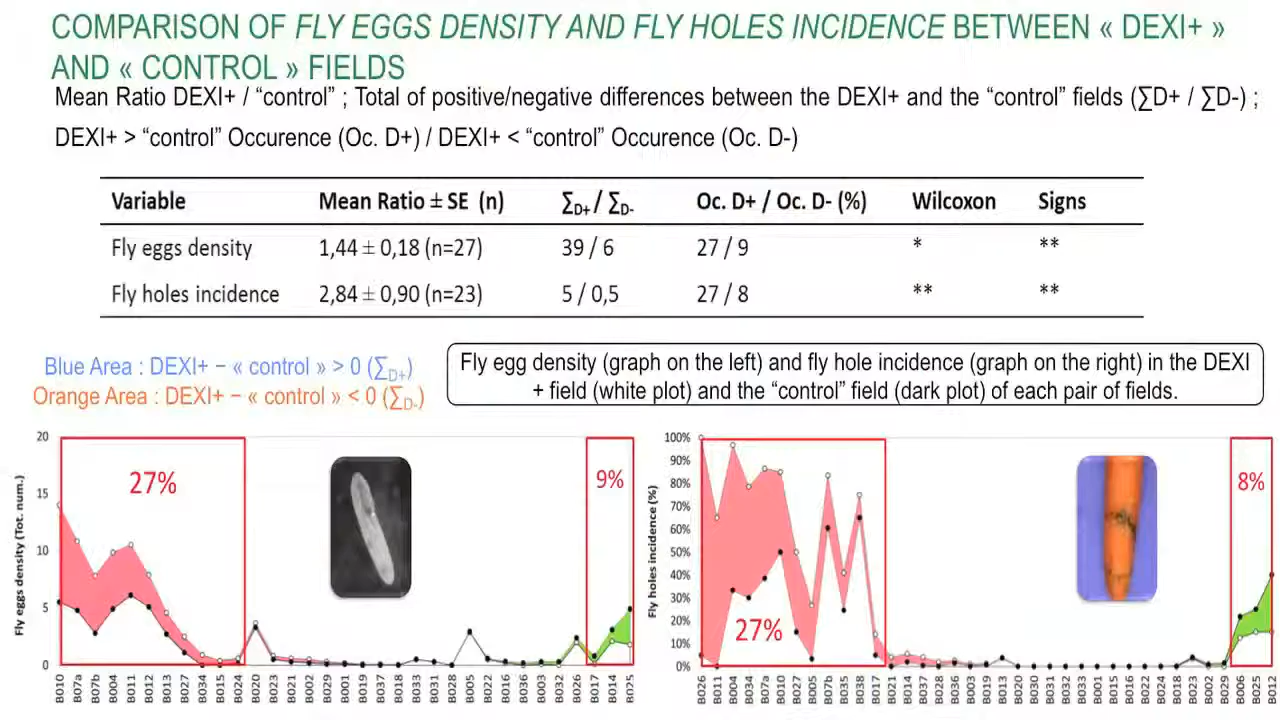 COMPARISON OF FLY EGGS DENSITY AND FLY HOLES INCIDENCE BETWEEN « DEXI+ »
AND « CONTROL » FIELDS
Mean Ratio DEXI+ / “control” ; Total of positive/negative differences between the DEXI+ and the “control” fields (∑D+ / ∑D-) ;
DEXI+ > “control” Occurence (Oc. D+) / DEXI+ < “control” Occurence (Oc. D-)
Variable Mean Ratio ± SE (n) ∑D+ / ∑D- Oc. D+ / Oc. D- (%) Wilcoxon Signs
Fly eggs density 1,44 ± 0,18 (n=27) 39 / 6 27 / 9 * **
Fly holes incidence 2,84 ± 0,90 (n=23) 5 / 0,5 27 / 8 ** **
Blue Area : DEXI+ − « control » > 0 (∑D+)
Orange Area : DEXI+ − « control » < 0 (∑D-)
Fly egg density (graph on the left) and fly hole incidence (graph on the right) in the DEXI
+ field (white plot) and the “control” field (dark plot) of each pair of fields.
Fly eggs density (Tot. num.)
20
15
10
5
0
27%
9%
B010 B07a B07b B004 B011 B012 B013 B027 B034 B015 B024 B020 B023 B021 B002 B029 B001 B019 B037 B018 B033 B031 B028 B005 B022 B016 B036 B003 B032 B026 B017 B014 B025
Fly holes incidence (%)
100%
90%
80%
70%
60%
50%
40%
30%
20%
10%
0%
27%
8%
B026 B011 B004 B034 B07a B010 B027 B005 B07b B035 B038 B017 B021 B014 B037 B028 B036 B019 B013 B020 B030 B031 B032 B033 B001 B015 B016 B022 B024 B018 B023 B002 B029 B006 B025 B012